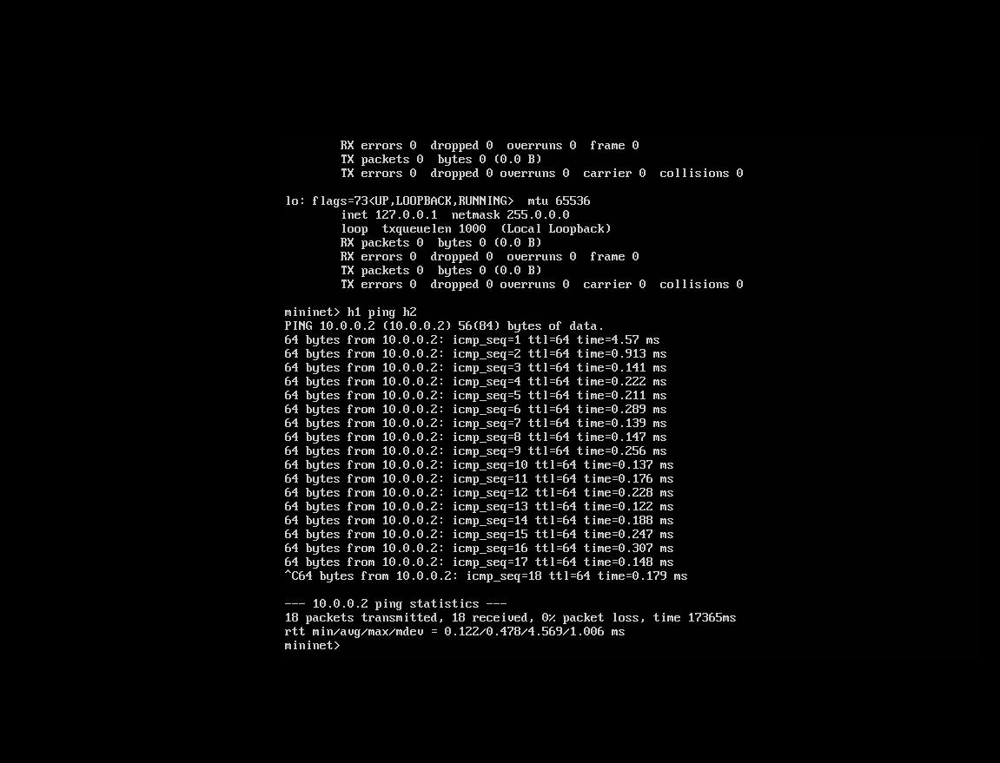 RX errors 0  dropped 0  overruns 0  frame 0
TX packets 0  bytes 0 (0.0 B)
TX errors 0  dropped 0 overruns 0  carrier 0  collisions 0
lo: flags=73<UP,LOOPBACK,RUNNING>  mtu 65536
inet 127.0.0.1  netmask 255.0.0.0
loop  txqueuelen 1000  (Local Loopback)
RX packets 0  bytes 0 (0.0 B)
RX errors 0  dropped 0  overruns 0  frame 0
TX packets 0  bytes 0 (0.0 B)
TX errors 0  dropped 0 overruns 0  carrier 0  collisions 0
mininet> h1 ping h2
PING 10.0.0.2 (10.0.0.2) 56(84) bytes of data.
64 bytes from 10.0.0.2: icmp_seq=1 ttl=64 time=4.57 ms
64 bytes from 10.0.0.2: icmp_seq=2 ttl=64 time=0.913 ms
64 bytes from 10.0.0.2: icmp_seq=3 ttl=64 time=0.141 ms
64 bytes from 10.0.0.2: icmp_seq=4 ttl=64 time=0.222 ms
64 bytes from 10.0.0.2: icmp_seq=5 ttl=64 time=0.211 ms
64 bytes from 10.0.0.2: icmp_seq=6 ttl=64 time=0.289 ms
64 bytes from 10.0.0.2: icmp_seq=7 ttl=64 time=0.139 ms
64 bytes from 10.0.0.2: icmp_seq=8 ttl=64 time=0.147 ms
64 bytes from 10.0.0.2: icmp_seq=9 ttl=64 time=0.256 ms
64 bytes from 10.0.0.2: icmp_seq=10 ttl=64 time=0.137 ms
64 bytes from 10.0.0.2: icmp_seq=11 ttl=64 time=0.176 ms
64 bytes from 10.0.0.2: icmp_seq=12 ttl=64 time=0.228 ms
64 bytes from 10.0.0.2: icmp_seq=13 ttl=64 time=0.122 ms
64 bytes from 10.0.0.2: icmp_seq=14 ttl=64 time=0.188 ms
64 bytes from 10.0.0.2: icmp_seq=15 ttl=64 time=0.247 ms
64 bytes from 10.0.0.2: icmp_seq=16 ttl=64 time=0.307 ms
64 bytes from 10.0.0.2: icmp_seq=17 ttl=64 time=0.148 ms
^C64 bytes from 10.0.0.2: icmp_seq=18 ttl=64 time=0.179 ms
--- 10.0.0.2 ping statistics ---
18 packets transmitted, 18 received, 0% packet loss, time 17365ms
rtt min/avg/max/mdev = 0.122/0.478/4.569/1.006 ms
mininet>